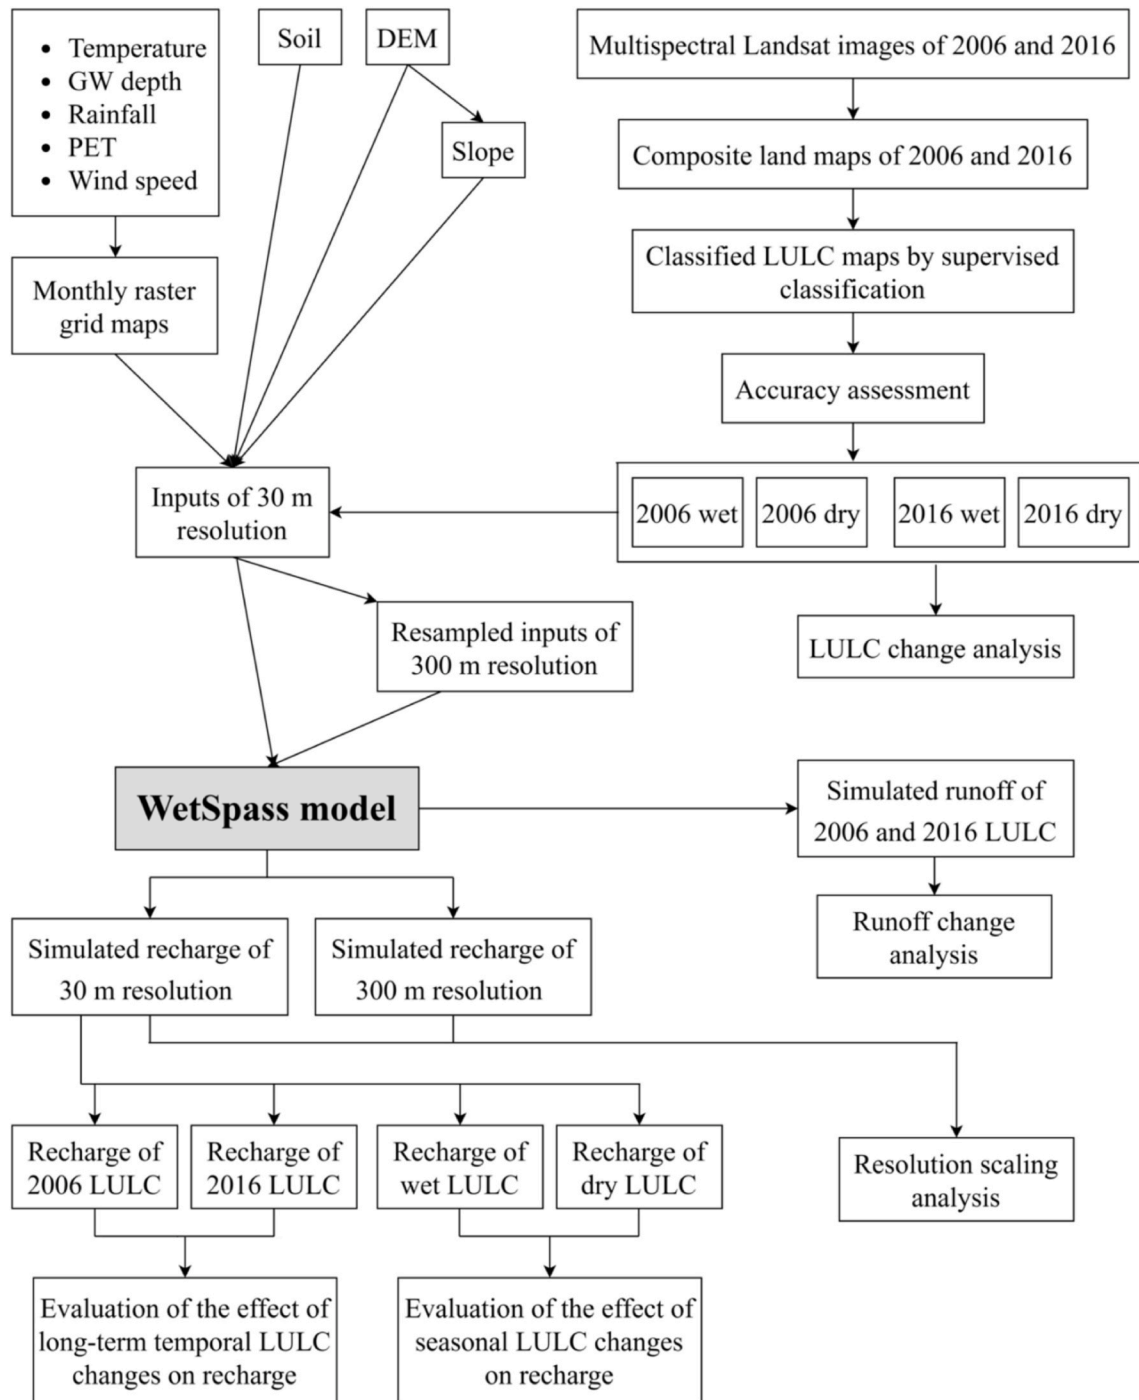 • Temperature
• GW depth
• Rainfall
• PET
• Wind speed
Soil
DEM
Slope
Multispectral Landsat images of 2006 and 2016
Composite land maps of 2006 and 2016
Classified LULC maps by supervised
classification
Monthly raster
grid maps
Accuracy assessment
Inputs of 30 m
resolution
2006 wet
2006 dry
2016 wet
2016 dry
Resampled inputs of
300 m resolution
LULC change analysis
WetSpass model
Simulated runoff of
2006 and 2016 LULC
Runoff change
analysis
Simulated recharge of
30 m resolution
Simulated recharge of
300 m resolution
Recharge of
2006 LULC
Recharge of
2016 LULC
Recharge of
wet LULC
Recharge of
dry LULC
Resolution scaling
analysis
Evaluation of the effect of
long-term temporal LULC
changes on recharge
Evaluation of the effect of
seasonal LULC changes
on recharge